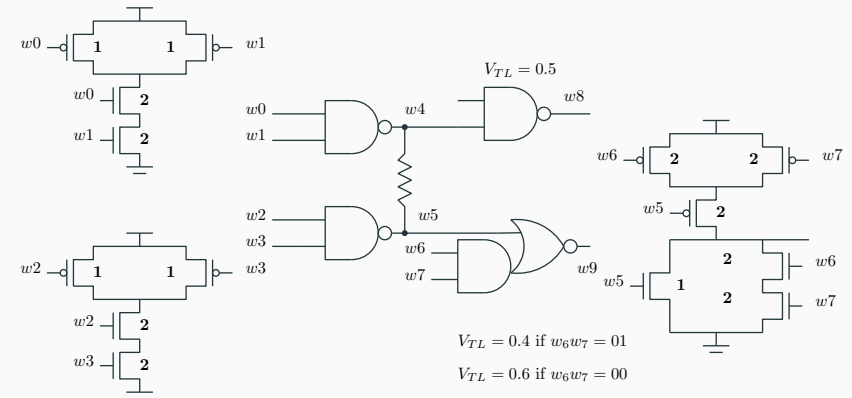 w0 1 1 w1
w0 2
w1 2
w2 1 1 w3
w2 2
w3 2
w0
w1
w4
V_{TL} = 0.5
w8
w2
w3
w5
w6
w7
w9
V_{TL} = 0.4 if w_6w_7 = 01
V_{TL} = 0.6 if w_6w_7 = 00
w6 2 2 w7
w5 2
w5 1 2 w6
2 w7